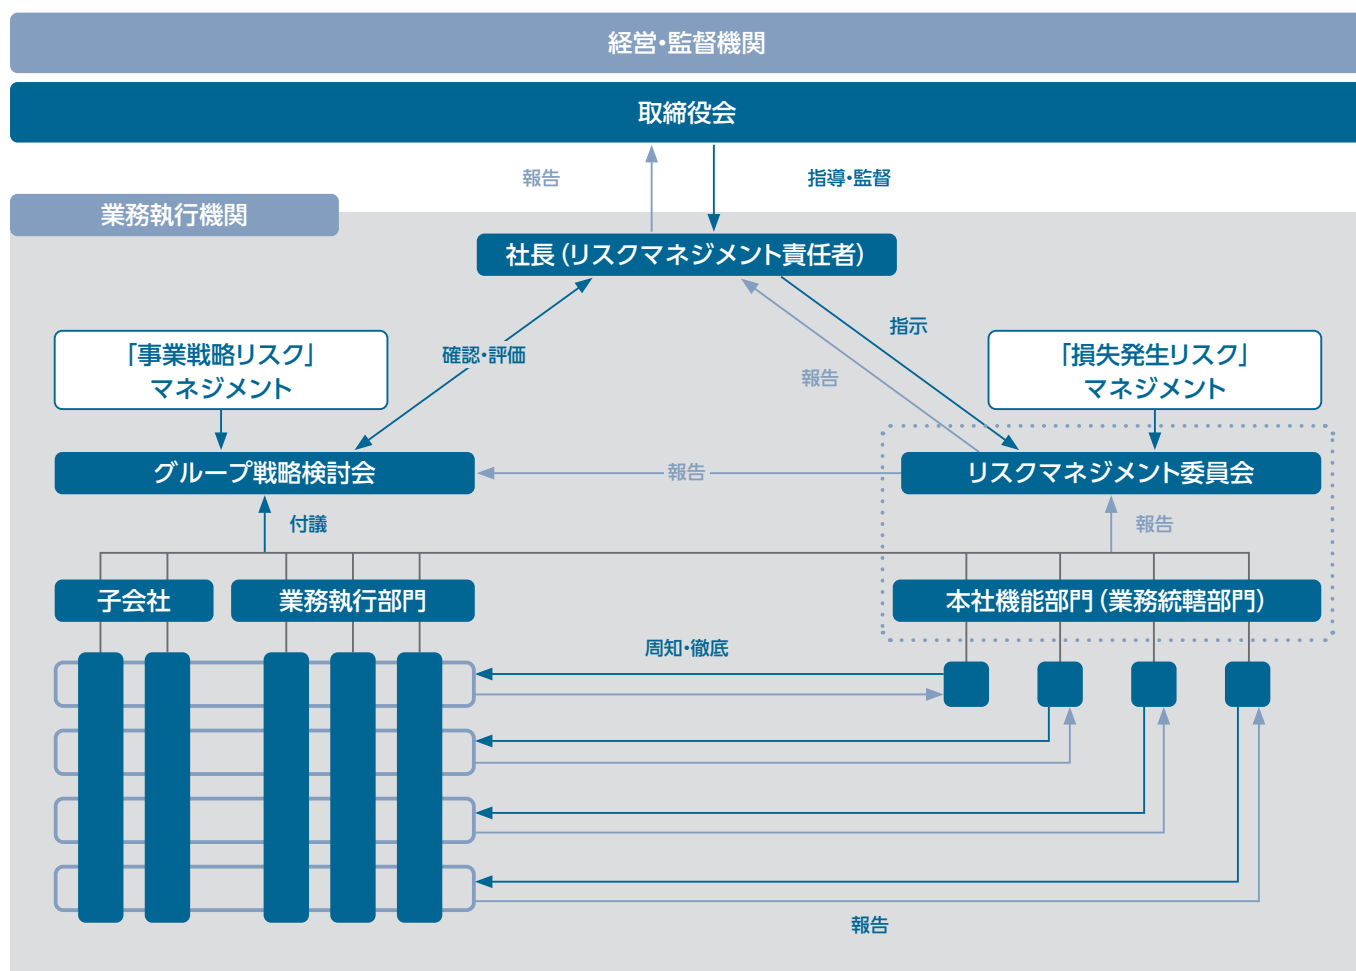 経営・監督機関
取締役会
報告
指導・監督
業務執行機関
社長（リスクマネジメント責任者）
指示
確認・評価
報告
「事業戦略リスク」
マネジメント
「損失発生リスク」
マネジメント
グループ戦略検討会
報告
リスクマネジメント委員会
付議
報告
子会社
業務執行部門
本社機能部門（業務統轄部門）
周知・徹底
報告